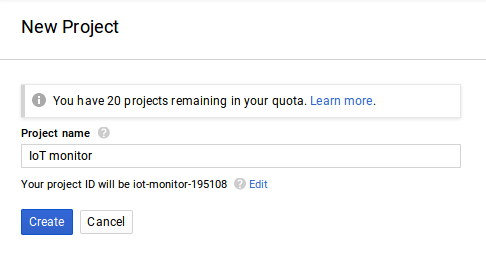 New Project
You have 20 projects remaining in your quota. Learn more.
Project name
IoT monitor
Your project ID will be iot-monitor-195108 Edit
Create Cancel